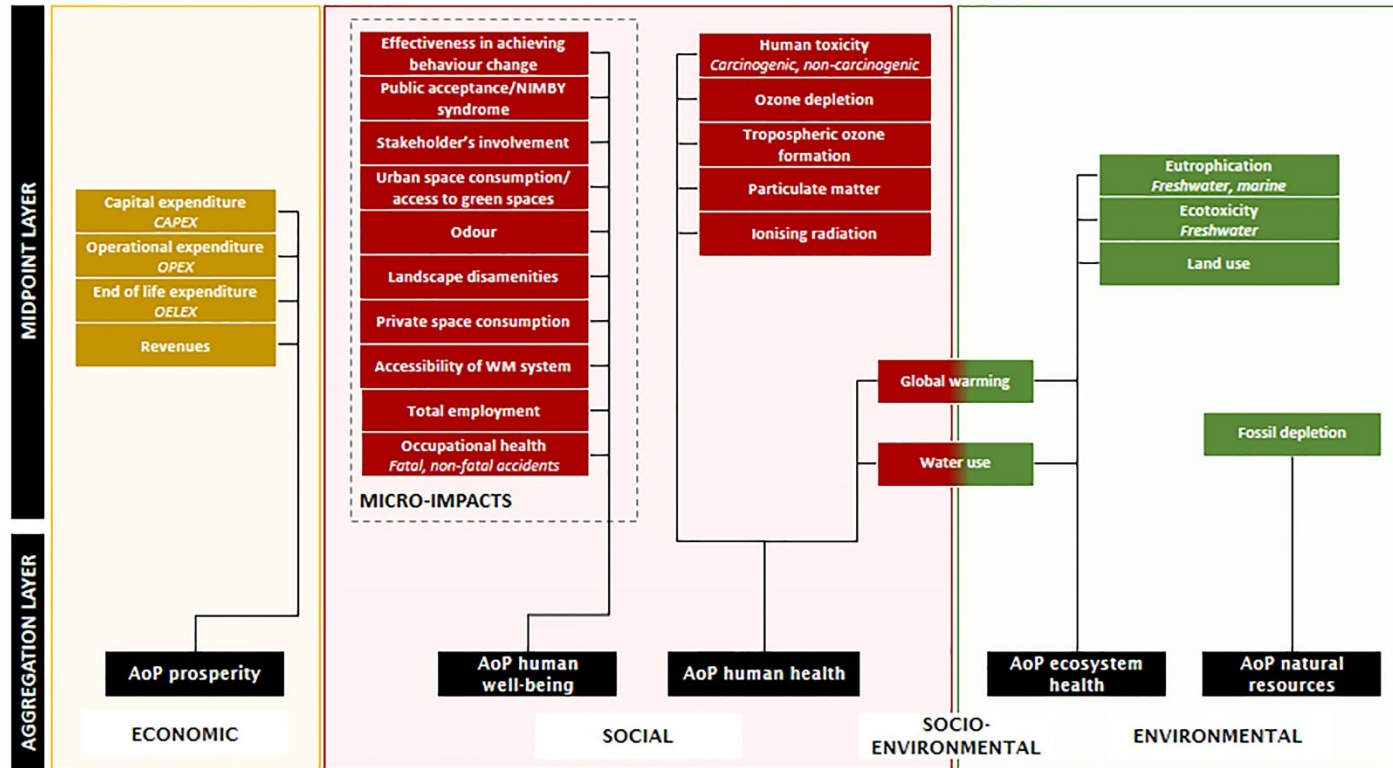 MIDPOINT LAYER
AGGREGATION LAYER
Capital expenditure
CAPEX
Operational expenditure
OPEX
End of life expenditure
OELEX
Revenues
AoP prosperity
ECONOMIC
Effectiveness in achieving
behaviour change
Public acceptance/NIMBY
syndrome
Stakeholder's involvement
Urban space consumption/
access to green spaces
Odour
Landscape disamenities
Private space consumption
Accessibility of WM system
Total employment
Occupational health
Fatal, non-fatal accidents
MICRO-IMPACTS
AoP human
well-being
Human toxicity
Carcinogenic, non-carcinogenic
Ozone depletion
Tropospheric ozone
formation
Particulate matter
Ionising radiation
AoP human health
SOCIAL
Global warming
Water use
SOCIO-
ENVIRONMENTAL
Eutrophication
Freshwater, marine
Ecotoxicity
Freshwater
Land use
Fossil depletion
AoP ecosystem
health
AoP natural
resources
ENVIRONMENTAL